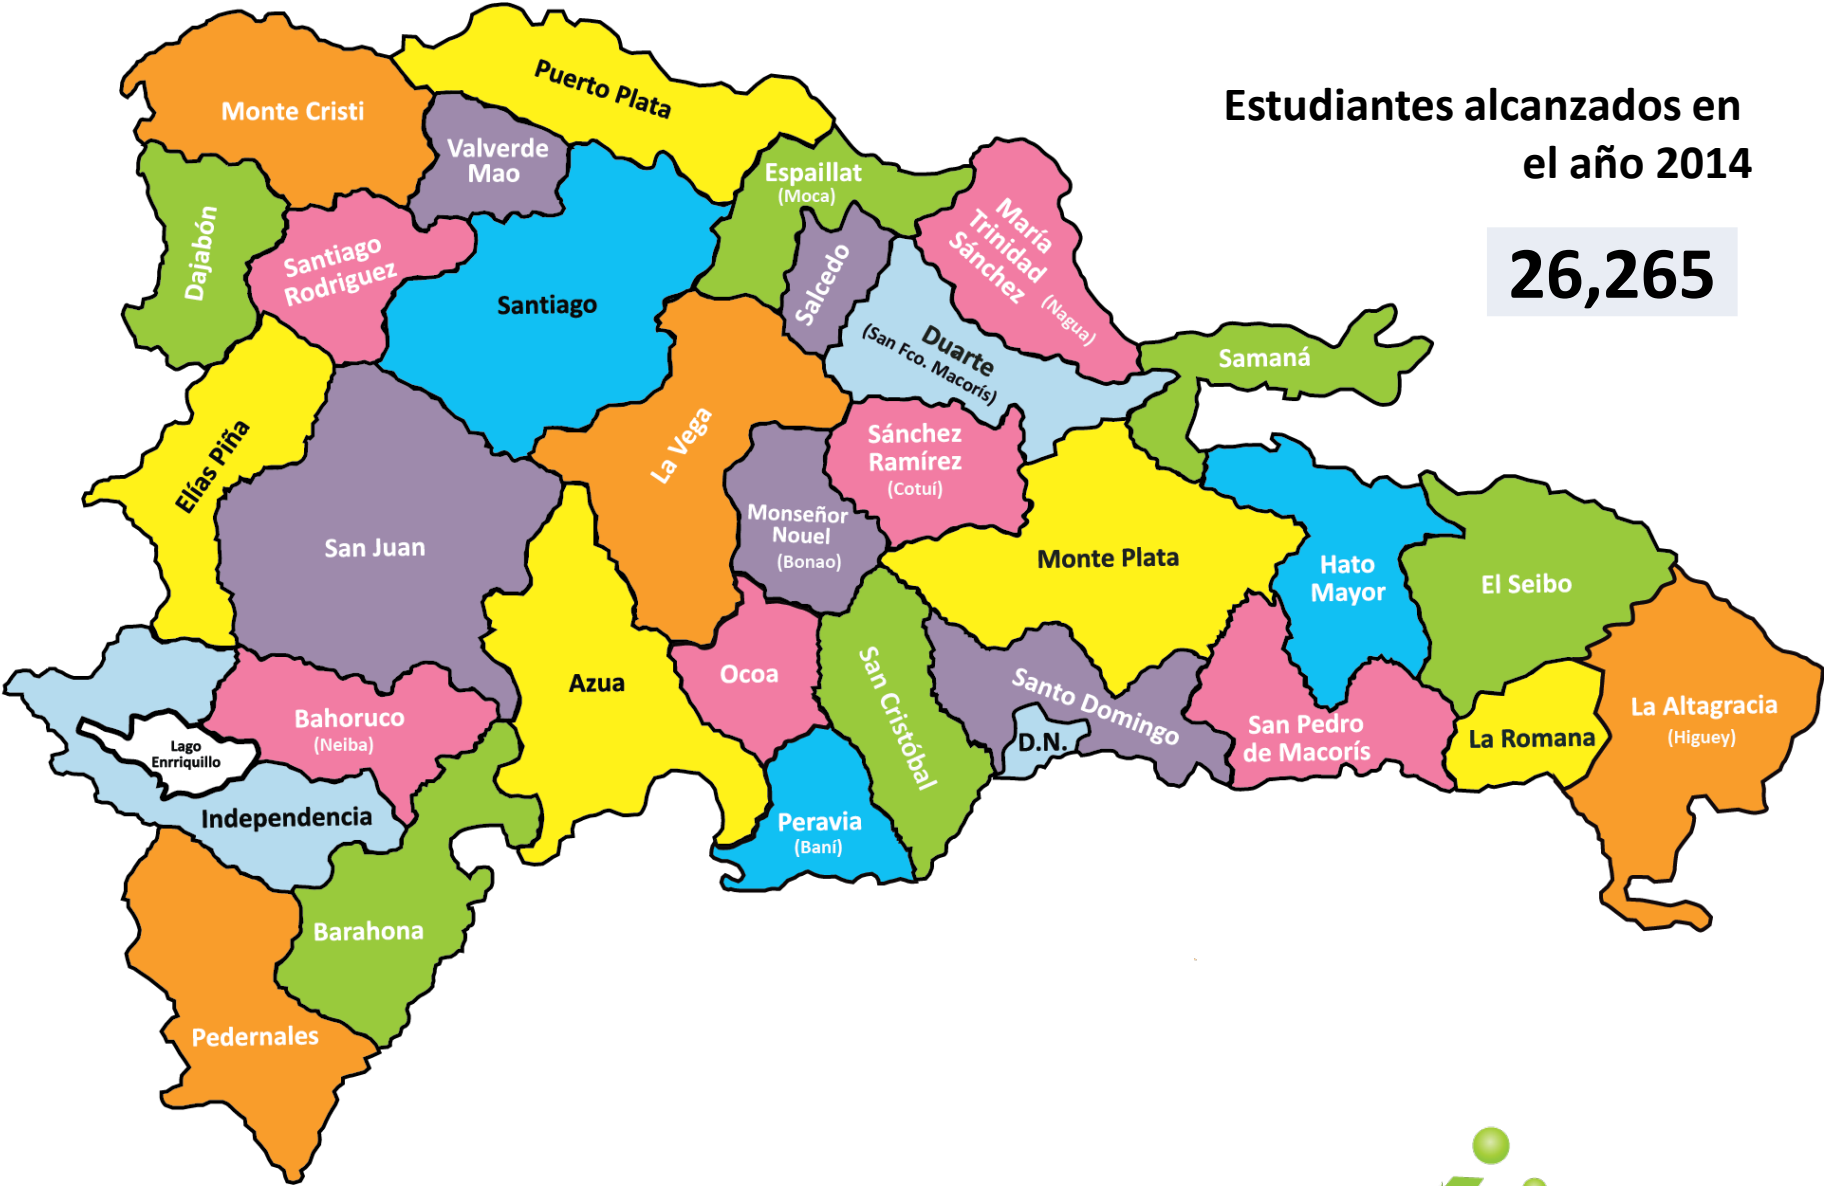 Estudiantes alcanzados en
el año 2014
26,265
Puerto Plata
Monte Cristi
Valverde
Mao
Espaillat
(Moca)
María
Trinidad
Sánchez
(Nagua)
Dajabón
Santiago
Rodriguez
Santiago
Salcedo
Duarte
(San Fco. Macorís)
Samaná
Elías Piña
La Vega
Sánchez
Ramírez
(Cotuí)
San Juan
Monseñor
Nouel
(Bonao)
Monte Plata
Hato
Mayor
El Seibo
Azua
Ocoa
San Cristóbal
Santo Domingo
D.N.
San Pedro
de Macorís
La Romana
La Altagracia
(Higuey)
Bahoruco
(Neiba)
Lago
Enrriquillo
Independencia
Peravia
(Baní)
Barahona
Pedernales